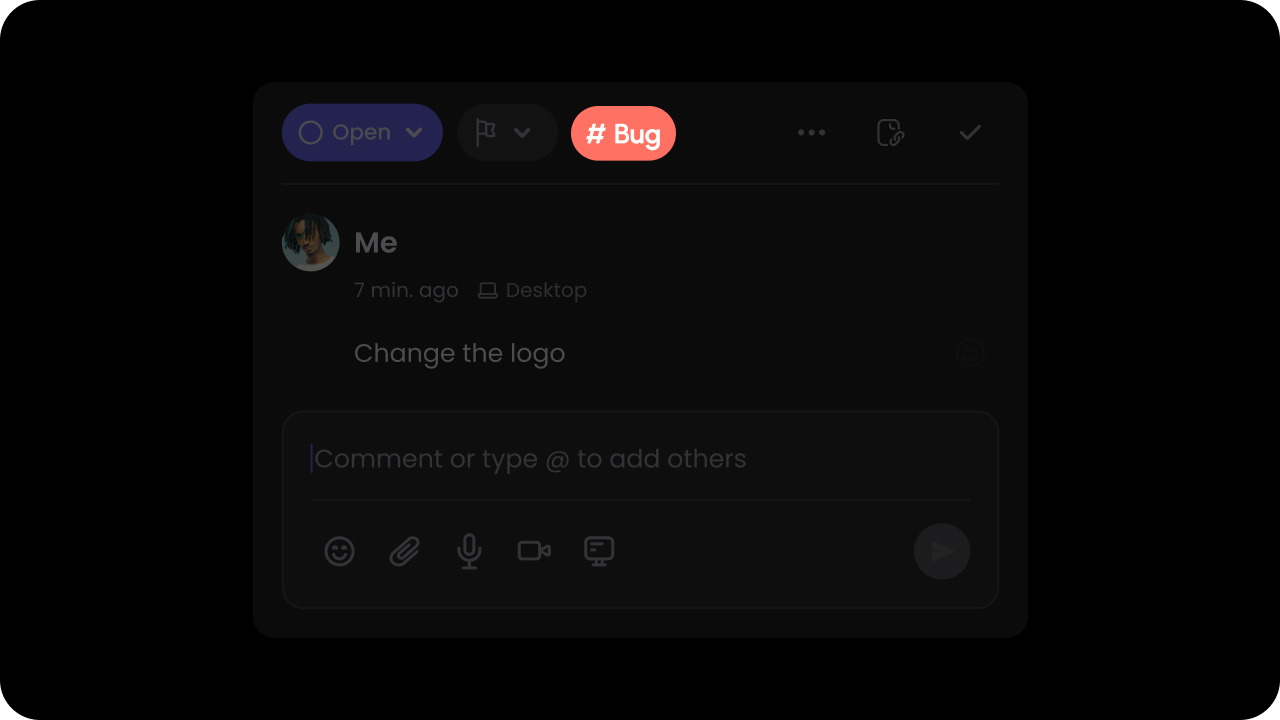 Open
# Bug
Me
7 min. ago Desktop
Change the logo
Comment or type @ to add others